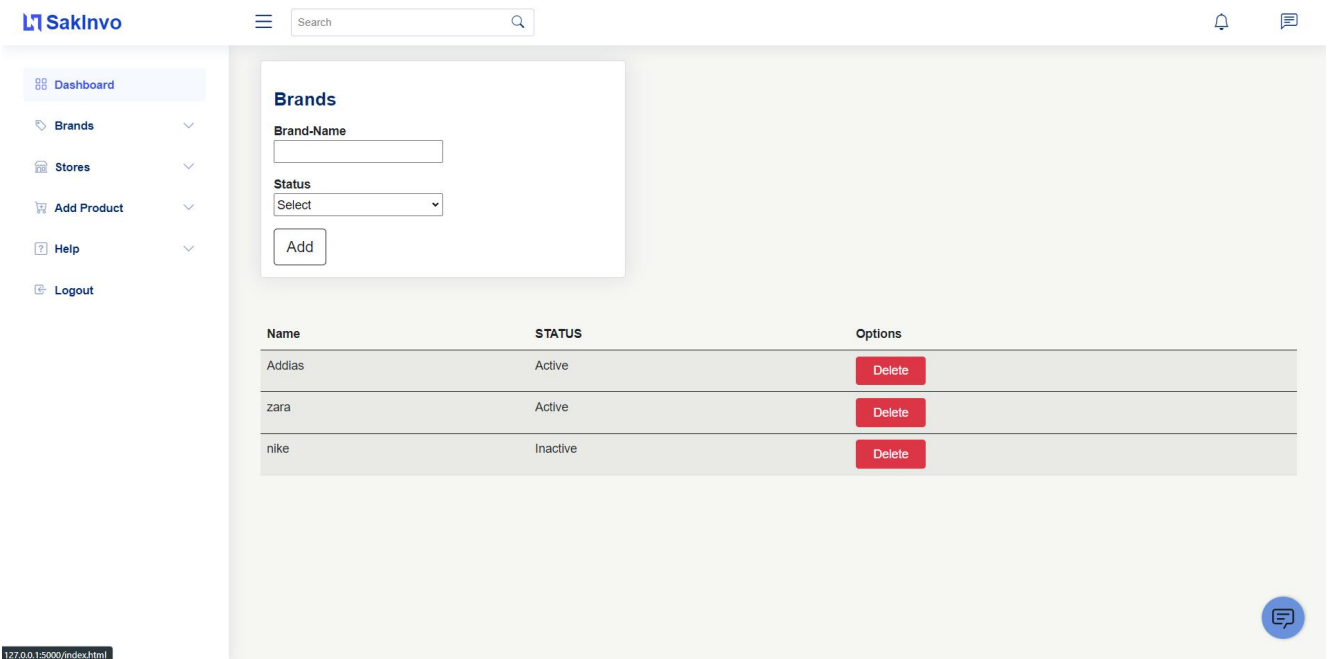 SakInvo
Search
Dashboard
Brands
Stores
Add Product
Help
Logout
Brands
Brand-Name
Status
Select
Add
Name STATUS Options
Addias Active Delete
zara Active Delete
nike Inactive Delete
127.0.0.1:5000/index.html